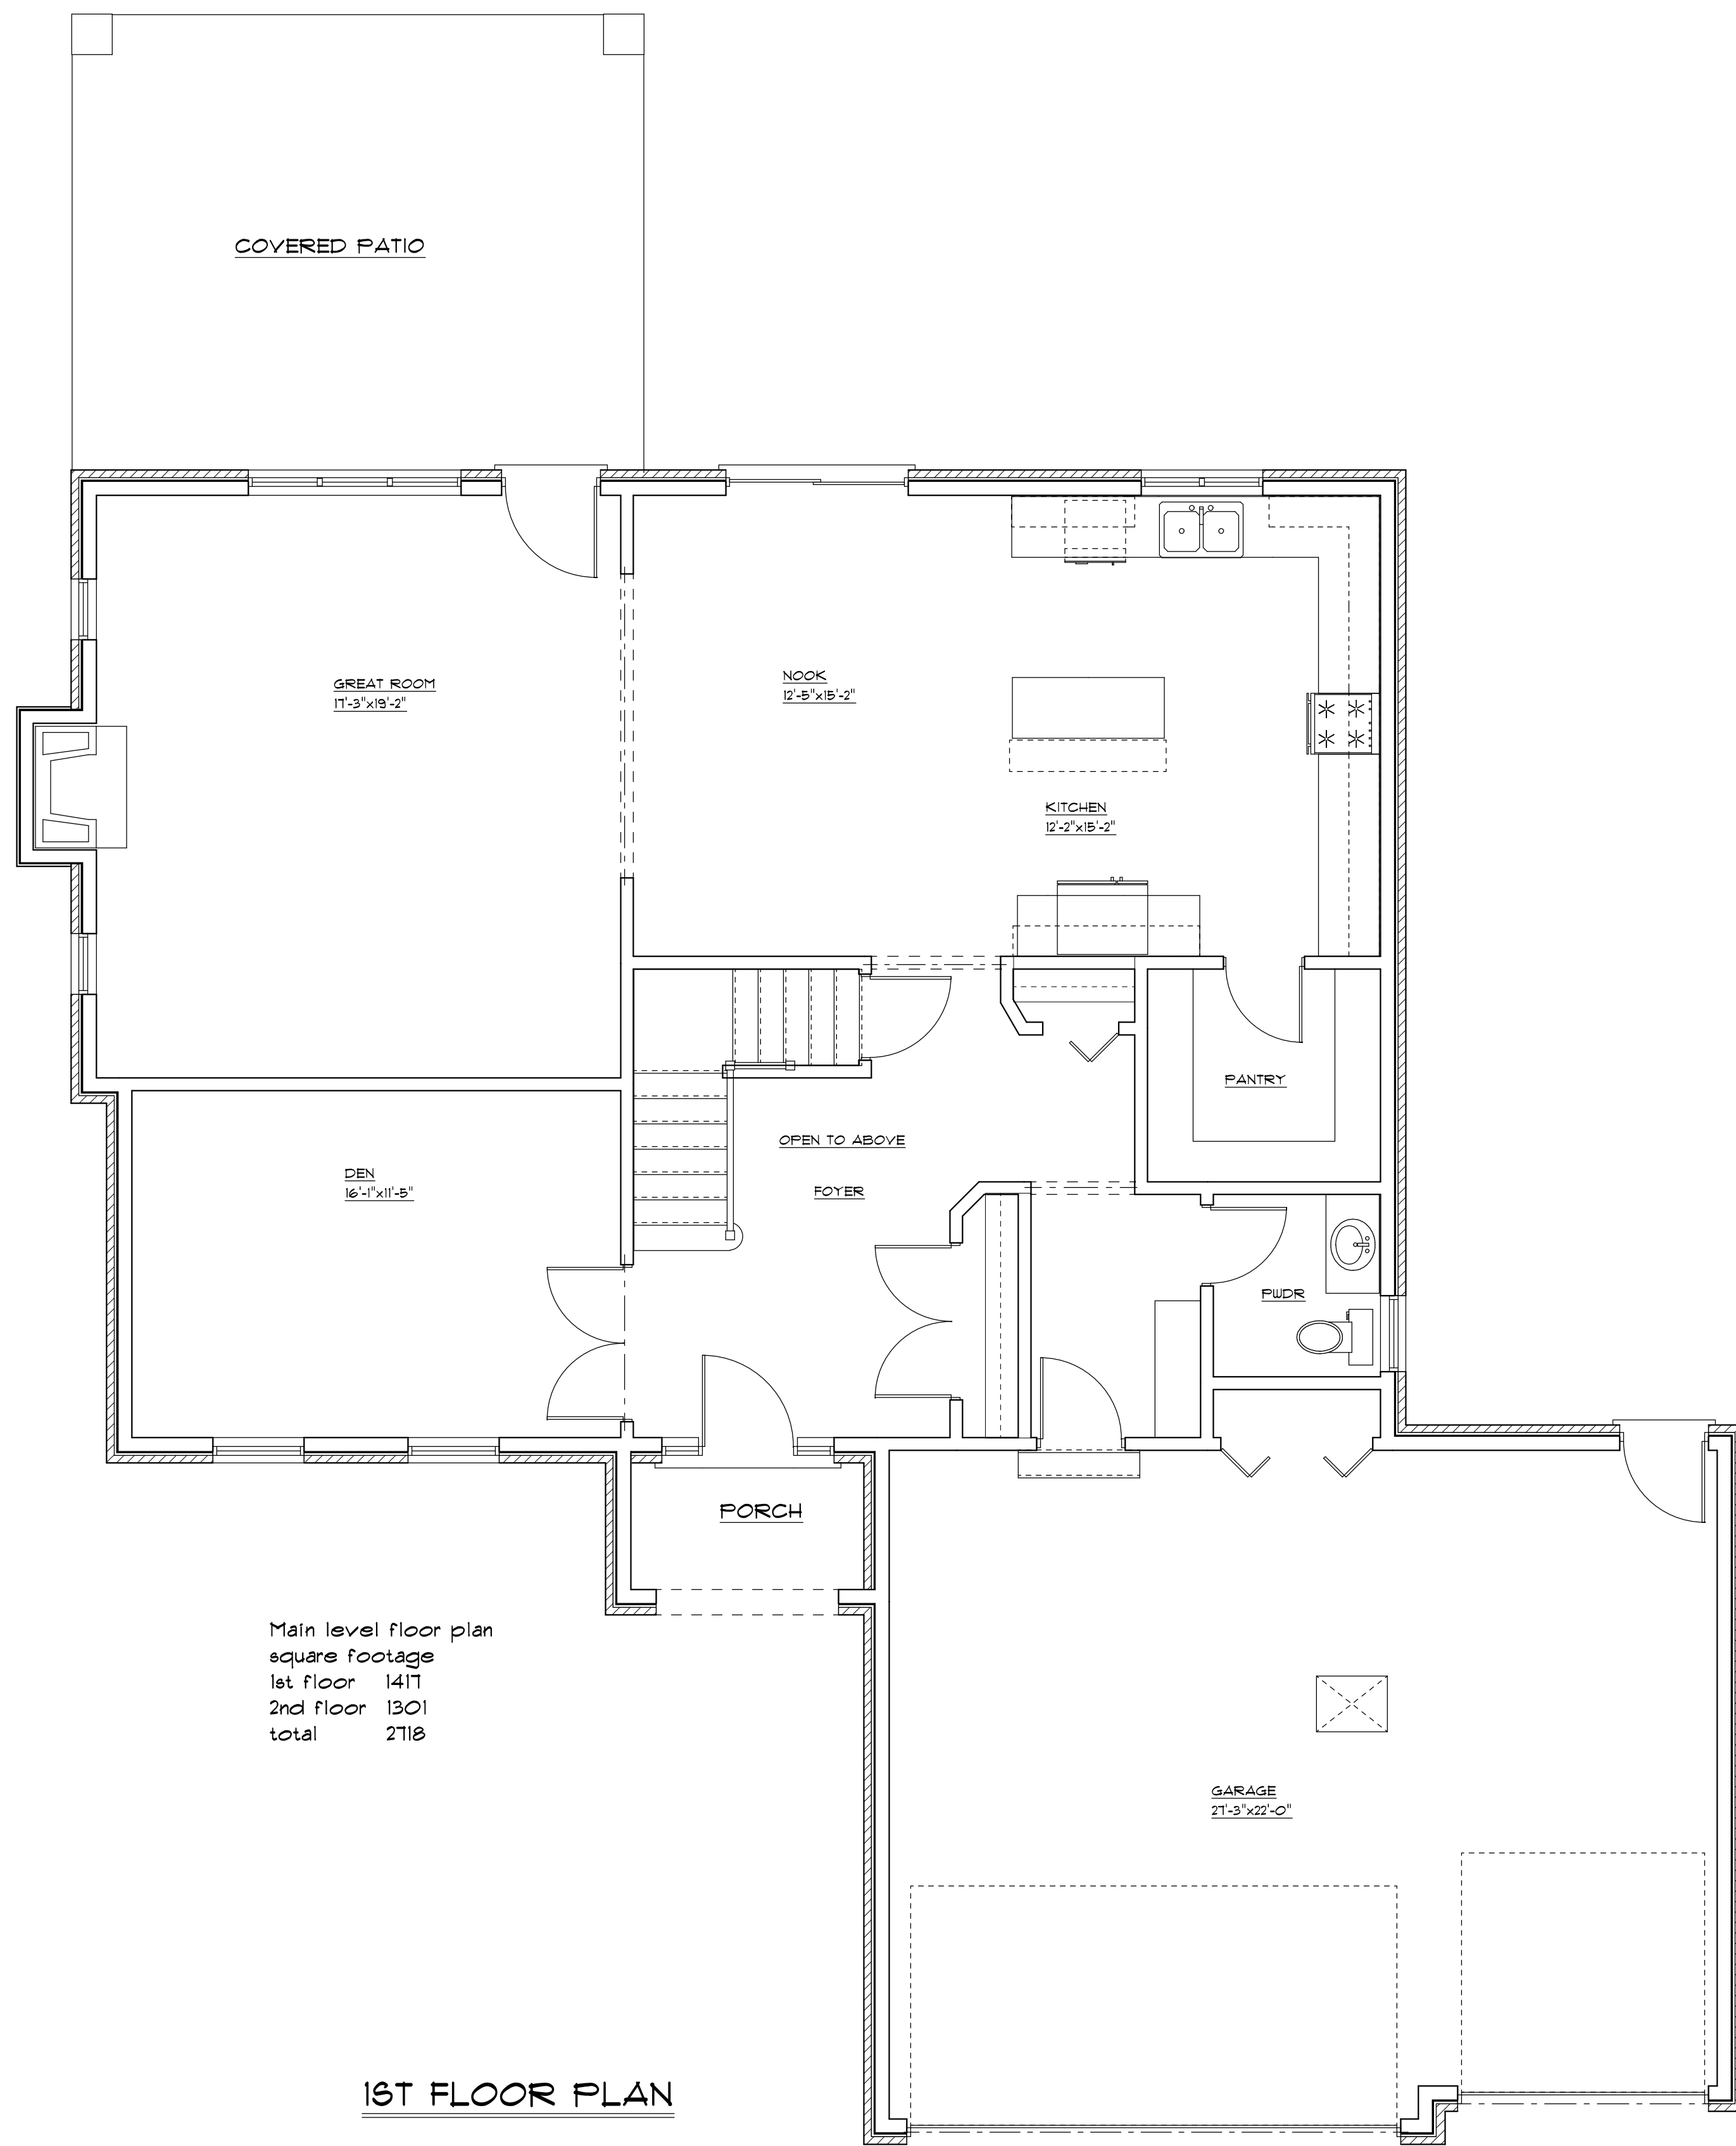 COVERED PATIO
GREAT ROOM
17'-3"x19'-2"
NOOK
12'-5"x15'-2"
KITCHEN
12'-2"x15'-2"
PANTRY
OPEN TO ABOVE
DEN
16'-1"x11'-5"
FOYER
PWDR
PORCH
Main level floor plan
square footage
1st floor 1417
2nd floor 1301
total 2718
GARAGE
27'-3"x22'-0"
1ST FLOOR PLAN